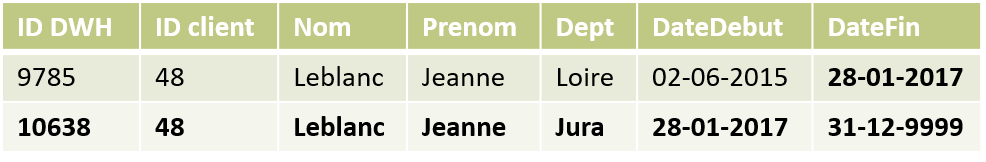 ID DWH ID client Nom Prenom Dept DateDebut DateFin
9785 48 Leblanc Jeanne Loire 02-06-2015 28-01-2017
10638 48 Leblanc Jeanne Jura 28-01-2017 31-12-9999